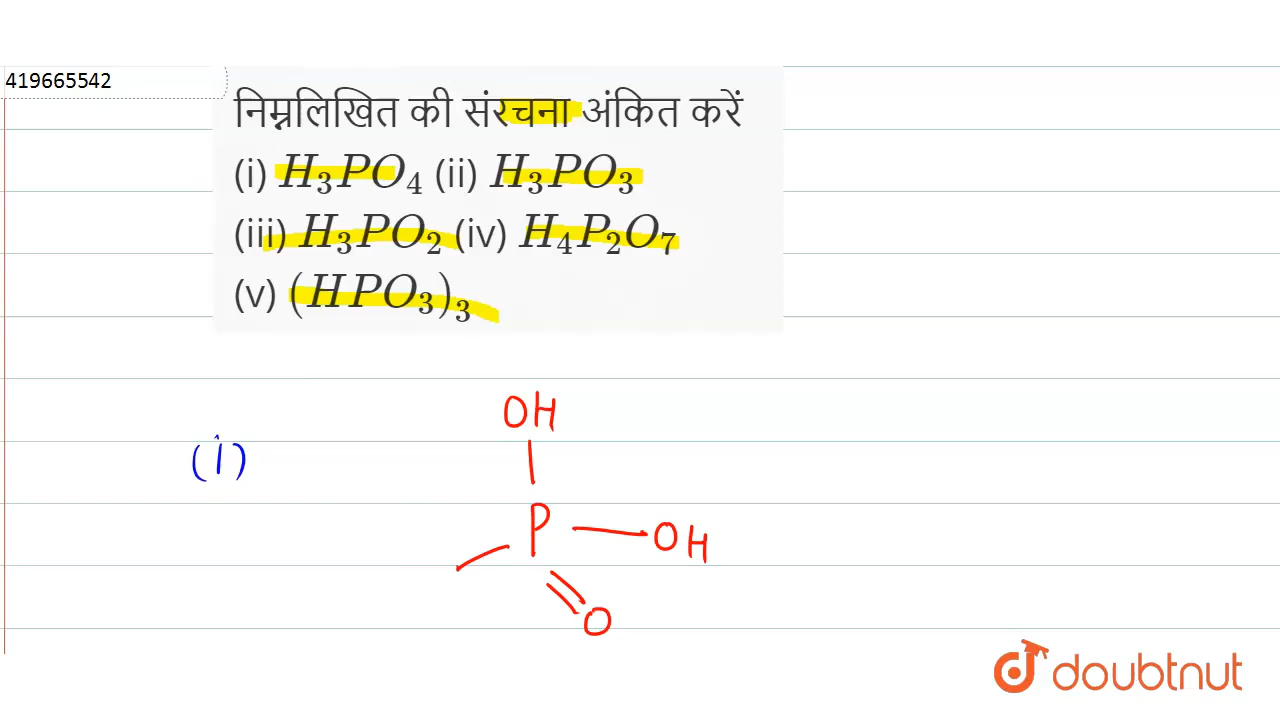 419665542
निम्नलिखित की संरचना अंकित करें
(i) H₃PO₄ (ii) H₃PO₃
(iii) H₃PO₂ (iv) H₄P₂O₇
(v) (HPO₃)₃
OH
(i)
P OH
O
doubtnut